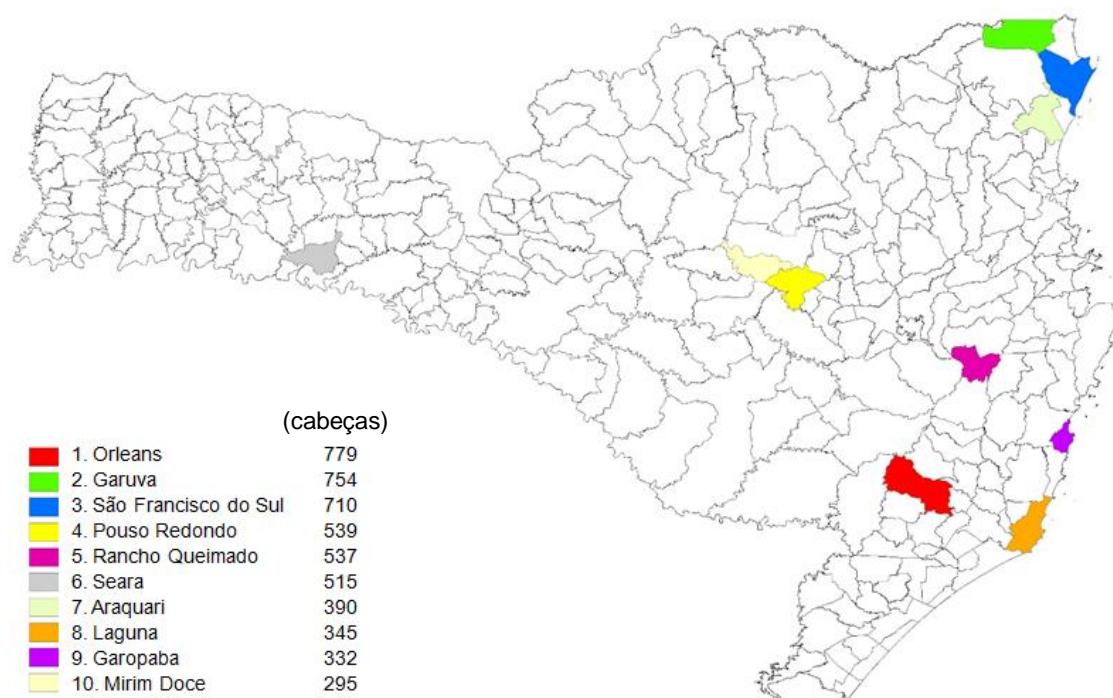 (cabeças)
1. Orleans 779
2. Garuva 754
3. São Francisco do Sul 710
4. Pouso Redondo 539
5. Rancho Queimado 537
6. Seara 515
7. Araquari 390
8. Laguna 345
9. Garopaba 332
10. Mirim Doce 295